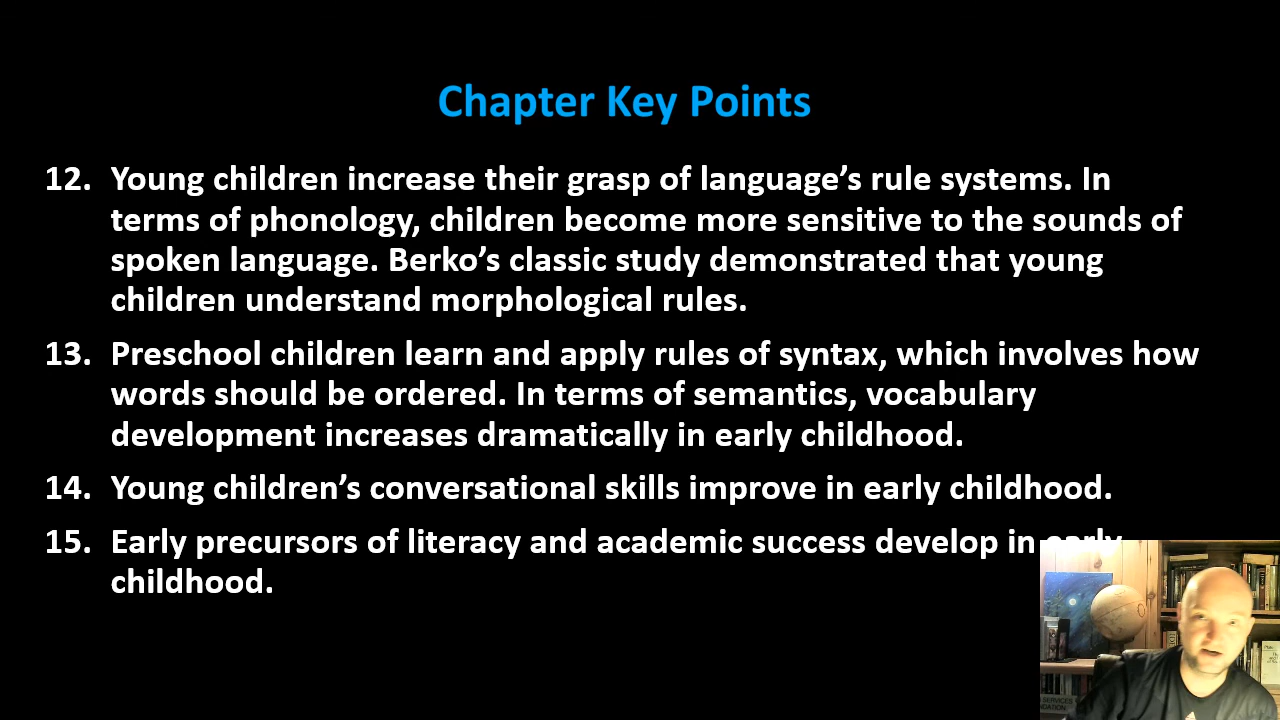 Chapter Key Points
12. Young children increase their grasp of language’s rule systems. In
terms of phonology, children become more sensitive to the sounds of
spoken language. Berko’s classic study demonstrated that young
children understand morphological rules.
13. Preschool children learn and apply rules of syntax, which involves how
words should be ordered. In terms of semantics, vocabulary
development increases dramatically in early childhood.
14. Young children’s conversational skills improve in early childhood.
15. Early precursors of literacy and academic success develop in early
childhood.